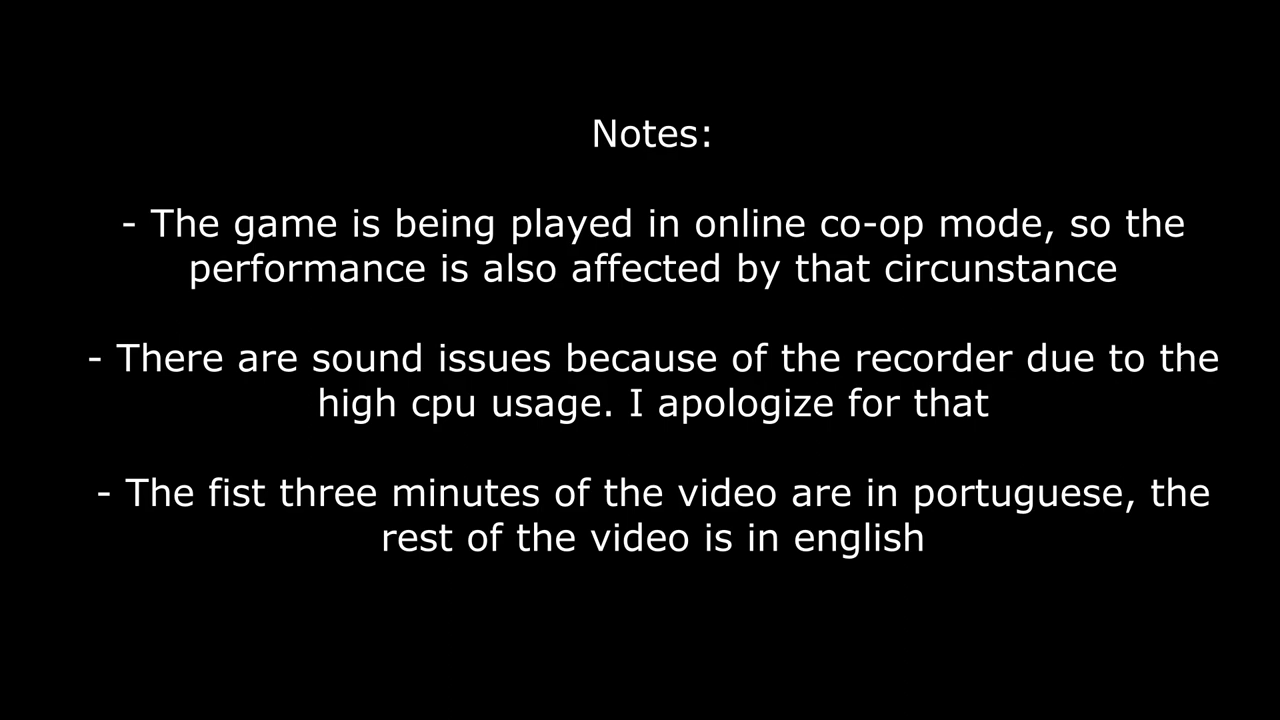 Notes:
- The game is being played in online co-op mode, so the
performance is also affected by that circunstance
- There are sound issues because of the recorder due to the
high cpu usage. I apologize for that
- The fist three minutes of the video are in portuguese, the
rest of the video is in english